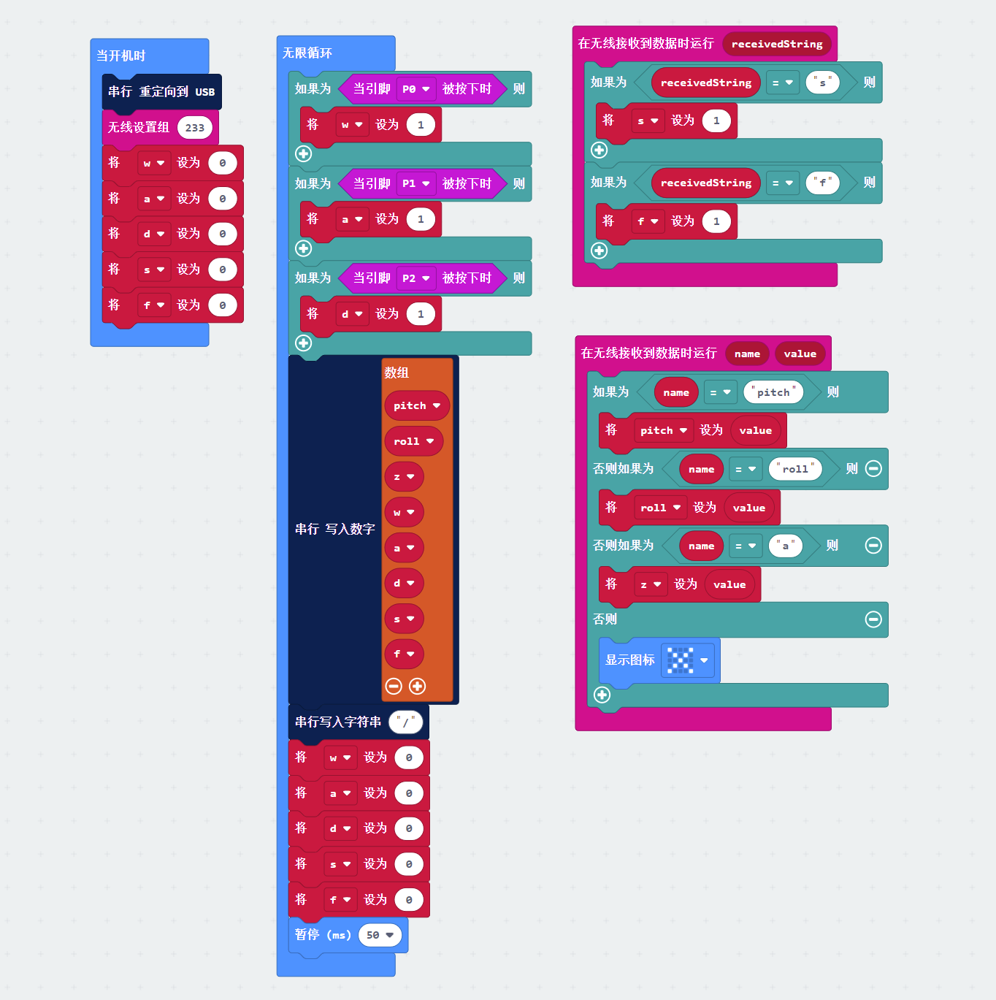 当开机时
串行 重定向到 USB
无线设置组 233
将 w 设为 0
将 a 设为 0
将 d 设为 0
将 s 设为 0
将 f 设为 0
无限循环
如果为 当引脚 P0 被按下时 则
将 w 设为 1
如果为 当引脚 P1 被按下时 则
将 a 设为 1
如果为 当引脚 P2 被按下时 则
将 d 设为 1
串行 写入数字
数组
pitch
roll
z
w
a
d
s
f
串行写入字符串 "/"
将 w 设为 0
将 a 设为 0
将 d 设为 0
将 s 设为 0
将 f 设为 0
暂停 (ms) 50
在无线接收到数据时运行 receivedString
如果为 receivedString = "s" 则
将 s 设为 1
如果为 receivedString = "f" 则
将 f 设为 1
在无线接收到数据时运行 name value
如果为 name = "pitch" 则
将 pitch 设为 value
否则如果为 name = "roll" 则
将 roll 设为 value
否则如果为 name = "a" 则
将 z 设为 value
否则
显示图标